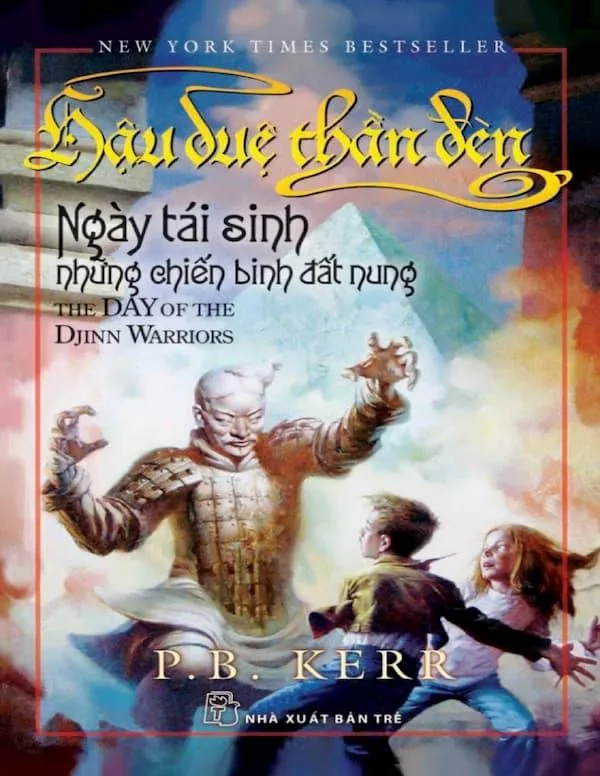 NEW YORK TIMES BESTSELLER
Hậu duệ thần đèn
Ngày tái sinh
những chiến binh đất nung
THE DAY OF THE
DJINN WARRIORS
P.B. KERR
NHÀ XUẤT BẢN TRẺ